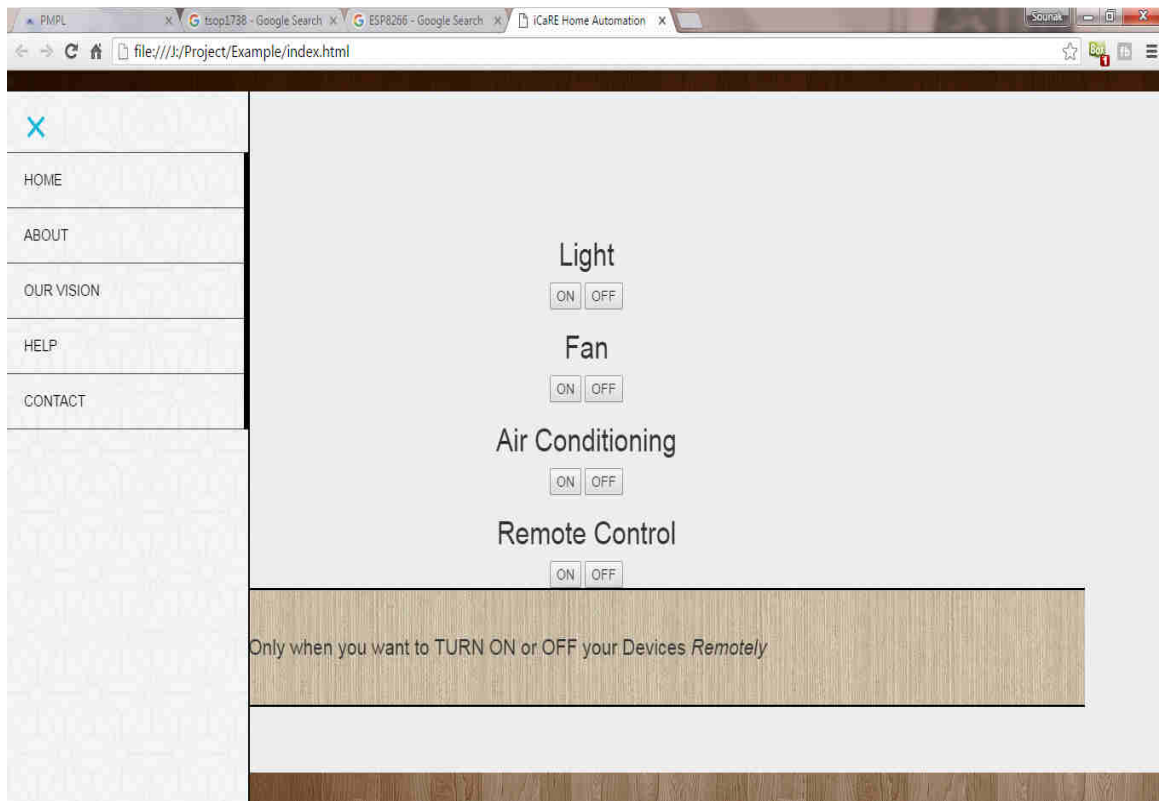 PMPL
tsop1738 - Google Search
ESP8266 - Google Search
iCaRE Home Automation
Sounak
file:///J:/Project/Example/index.html
fb
1
HOME
ABOUT
OUR VISION
HELP
CONTACT
Light
ON OFF
Fan
ON OFF
Air Conditioning
ON OFF
Remote Control
ON OFF
Only when you want to TURN ON or OFF your Devices Remotely